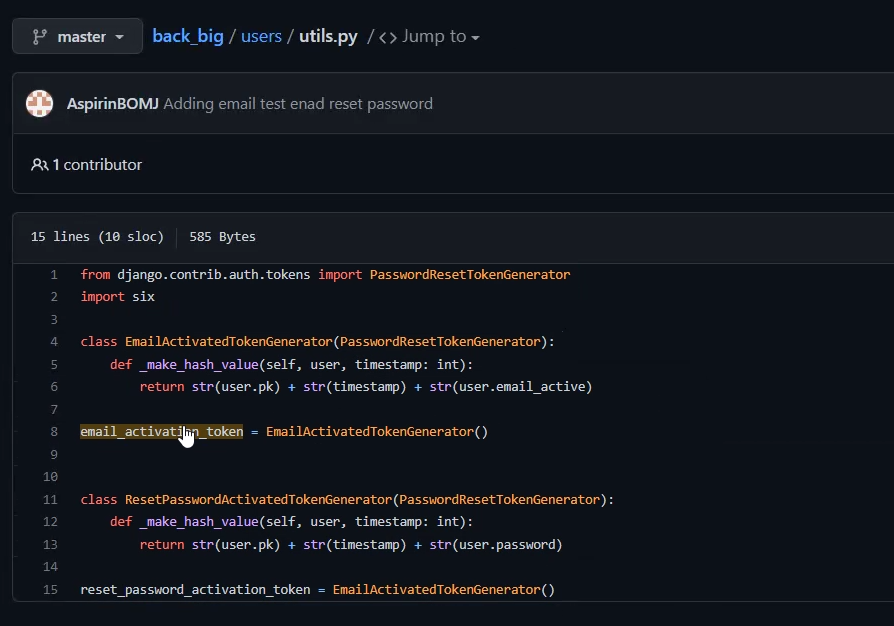 master back_big / users / utils.py / <> Jump to
AspirinBOMJ Adding email test enad reset password
1 contributor
15 lines (10 sloc) 585 Bytes
1 from django.contrib.auth.tokens import PasswordResetTokenGenerator
2 import six
3
4 class EmailActivatedTokenGenerator(PasswordResetTokenGenerator):
5     def _make_hash_value(self, user, timestamp: int):
6         return str(user.pk) + str(timestamp) + str(user.email_active)
7
8 email_activation_token = EmailActivatedTokenGenerator()
9
10
11 class ResetPasswordActivatedTokenGenerator(PasswordResetTokenGenerator):
12     def _make_hash_value(self, user, timestamp: int):
13         return str(user.pk) + str(timestamp) + str(user.password)
14
15 reset_password_activation_token = EmailActivatedTokenGenerator()